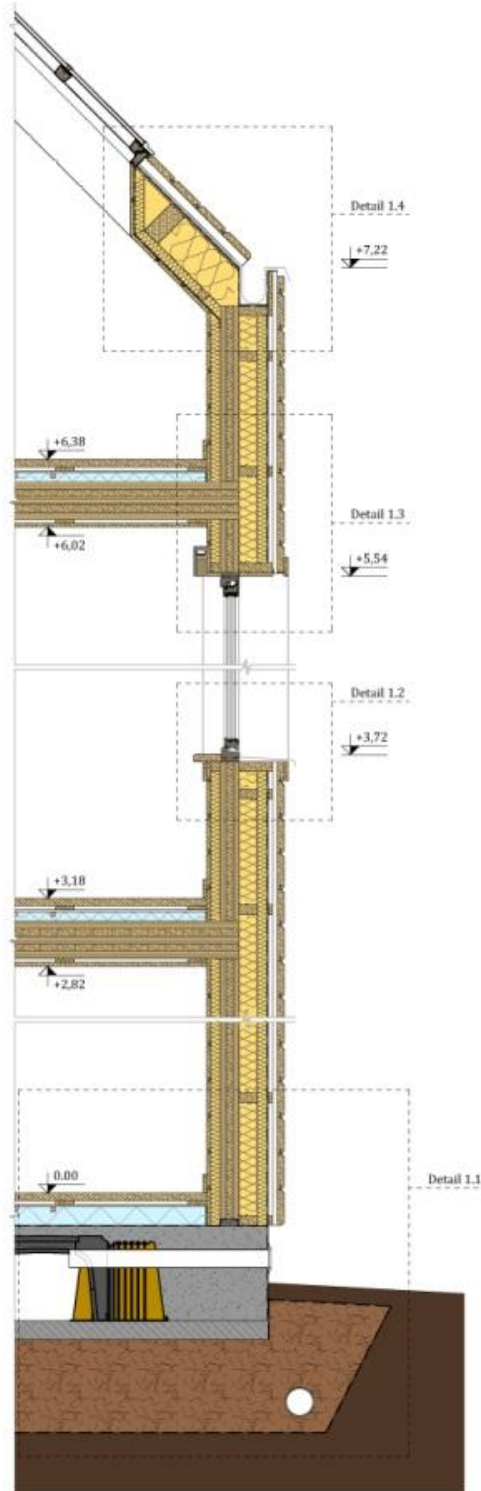 Detail 1.4
+7,22
+6,38
Detail 1.3
+6,02
+5,54
Detail 1.2
+3,72
+3,18
+2,82
0.00
Detail 1.1